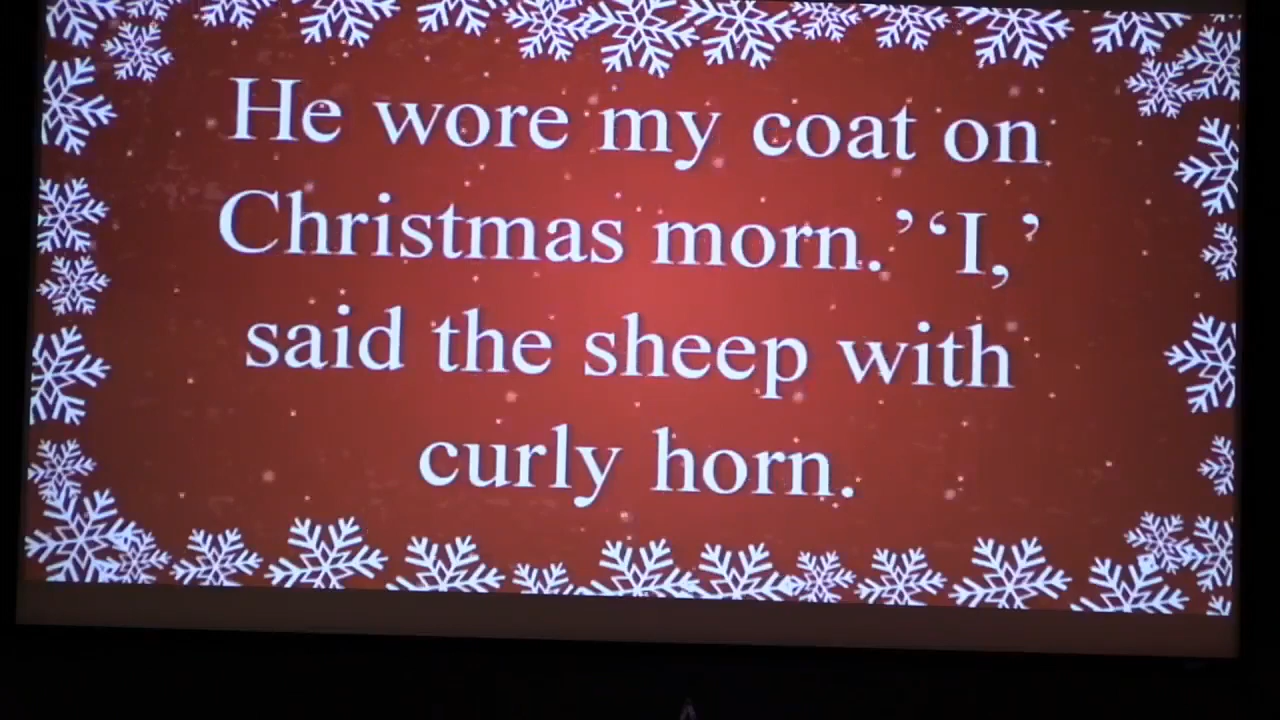 He wore my coat on
Christmas morn.’ ‘I, ’
said the sheep with
curly horn.